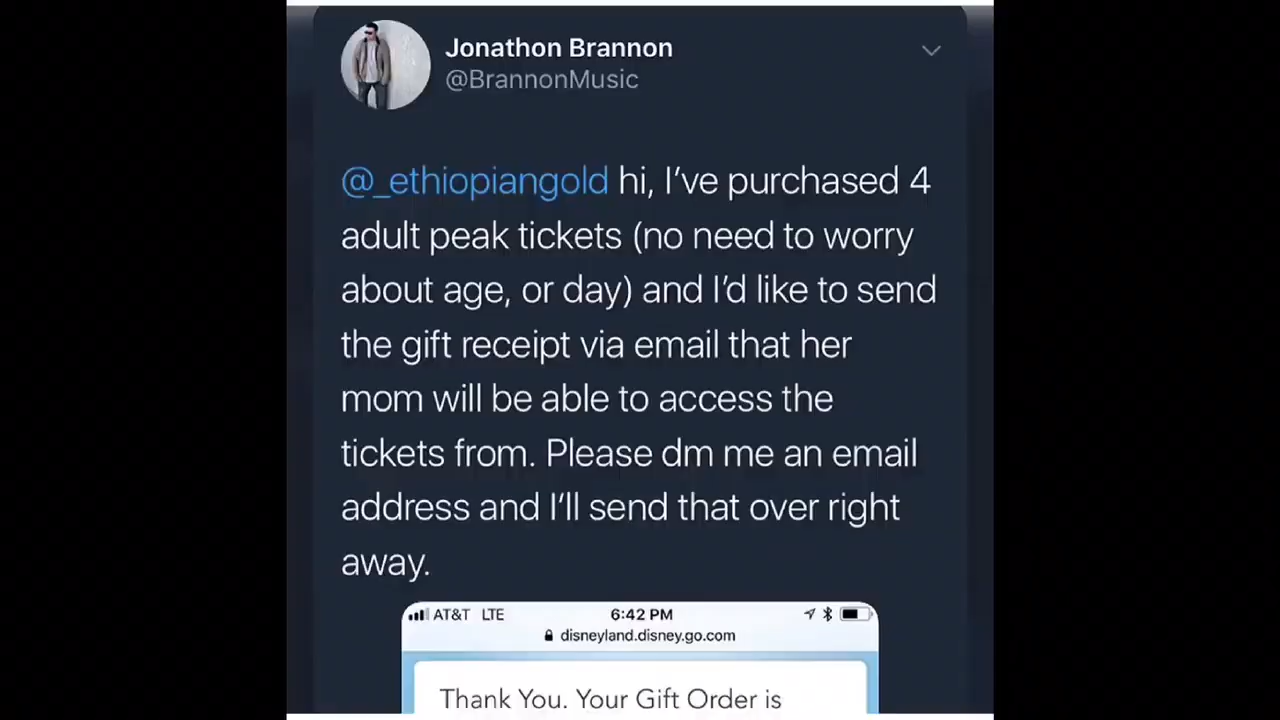 Jonathon Brannon
@BrannonMusic
@_ethiopiangold hi, I've purchased 4
adult peak tickets (no need to worry
about age, or day) and I'd like to send
the gift receipt via email that her
mom will be able to access the
tickets from. Please dm me an email
address and I'll send that over right
away.
AT&T LTE 6:42 PM
disneyland.disney.go.com
Thank You. Your Gift Order is